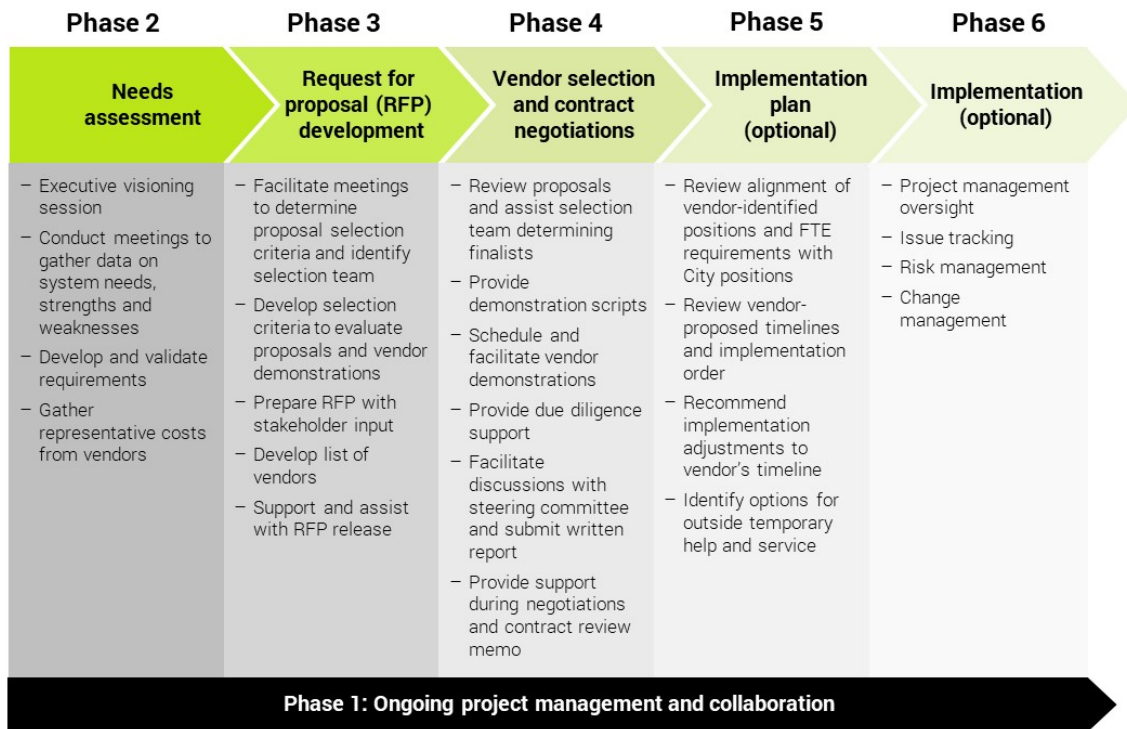 Phase 2
Phase 3
Phase 4
Phase 5
Phase 6
Needs
assessment
Request for
proposal (RFP)
development
Vendor selection
and contract
negotiations
Implementation
plan
(optional)
Implementation
(optional)
– Executive visioning
session
– Conduct meetings to
gather data on
system needs,
strengths and
weaknesses
– Develop and validate
requirements
– Gather
representative costs
from vendors
– Facilitate meetings
to determine
proposal selection
criteria and identify
selection team
– Develop selection
criteria to evaluate
proposals and vendor
demonstrations
– Prepare RFP with
stakeholder input
– Develop list of
vendors
– Support and assist
with RFP release
– Review proposals
and assist selection
team determining
finalists
– Provide
demonstration scripts
– Schedule and
facilitate vendor
demonstrations
– Provide due diligence
support
– Facilitate
discussions with
steering committee
and submit written
report
– Provide support
during negotiations
and contract review
memo
– Review alignment of
vendor-identified
positions and FTE
requirements with
City positions
– Review vendor-
proposed timelines
and implementation
order
– Recommend
implementation
adjustments to
vendor's timeline
– Identify options for
outside temporary
help and service
– Project management
oversight
– Issue tracking
– Risk management
– Change
management
Phase 1: Ongoing project management and collaboration